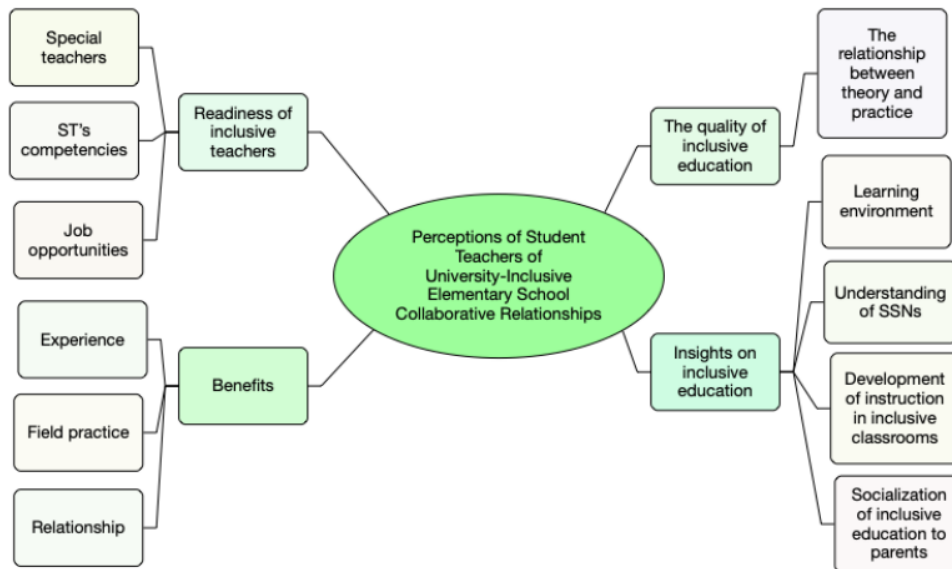 Special
teachers
ST's
competencies
Job
opportunities
Readiness of
inclusive
teachers
Experience
Field practice
Relationship
Benefits
Perceptions of Student
Teachers of
University-Inclusive
Elementary School
Collaborative Relationships
The quality of
inclusive
education
The
relationship
between
theory and
practice
Insights on
inclusive
education
Learning
environment
Understanding
of SSNs
Development
of instruction
in inclusive
classrooms
Socialization
of inclusive
education to
parents